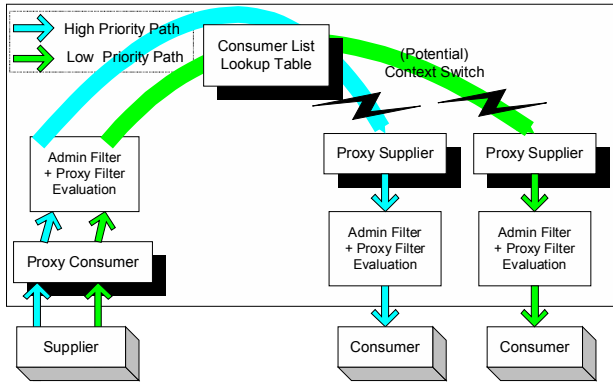 High Priority Path
Low Priority Path
Consumer List
Lookup Table
(Potential)
Context Switch
Admin Filter
+ Proxy Filter
Evaluation
Proxy Supplier
Proxy Supplier
Admin Filter
+ Proxy Filter
Evaluation
Admin Filter
+ Proxy Filter
Evaluation
Proxy Consumer
Supplier
Consumer
Consumer